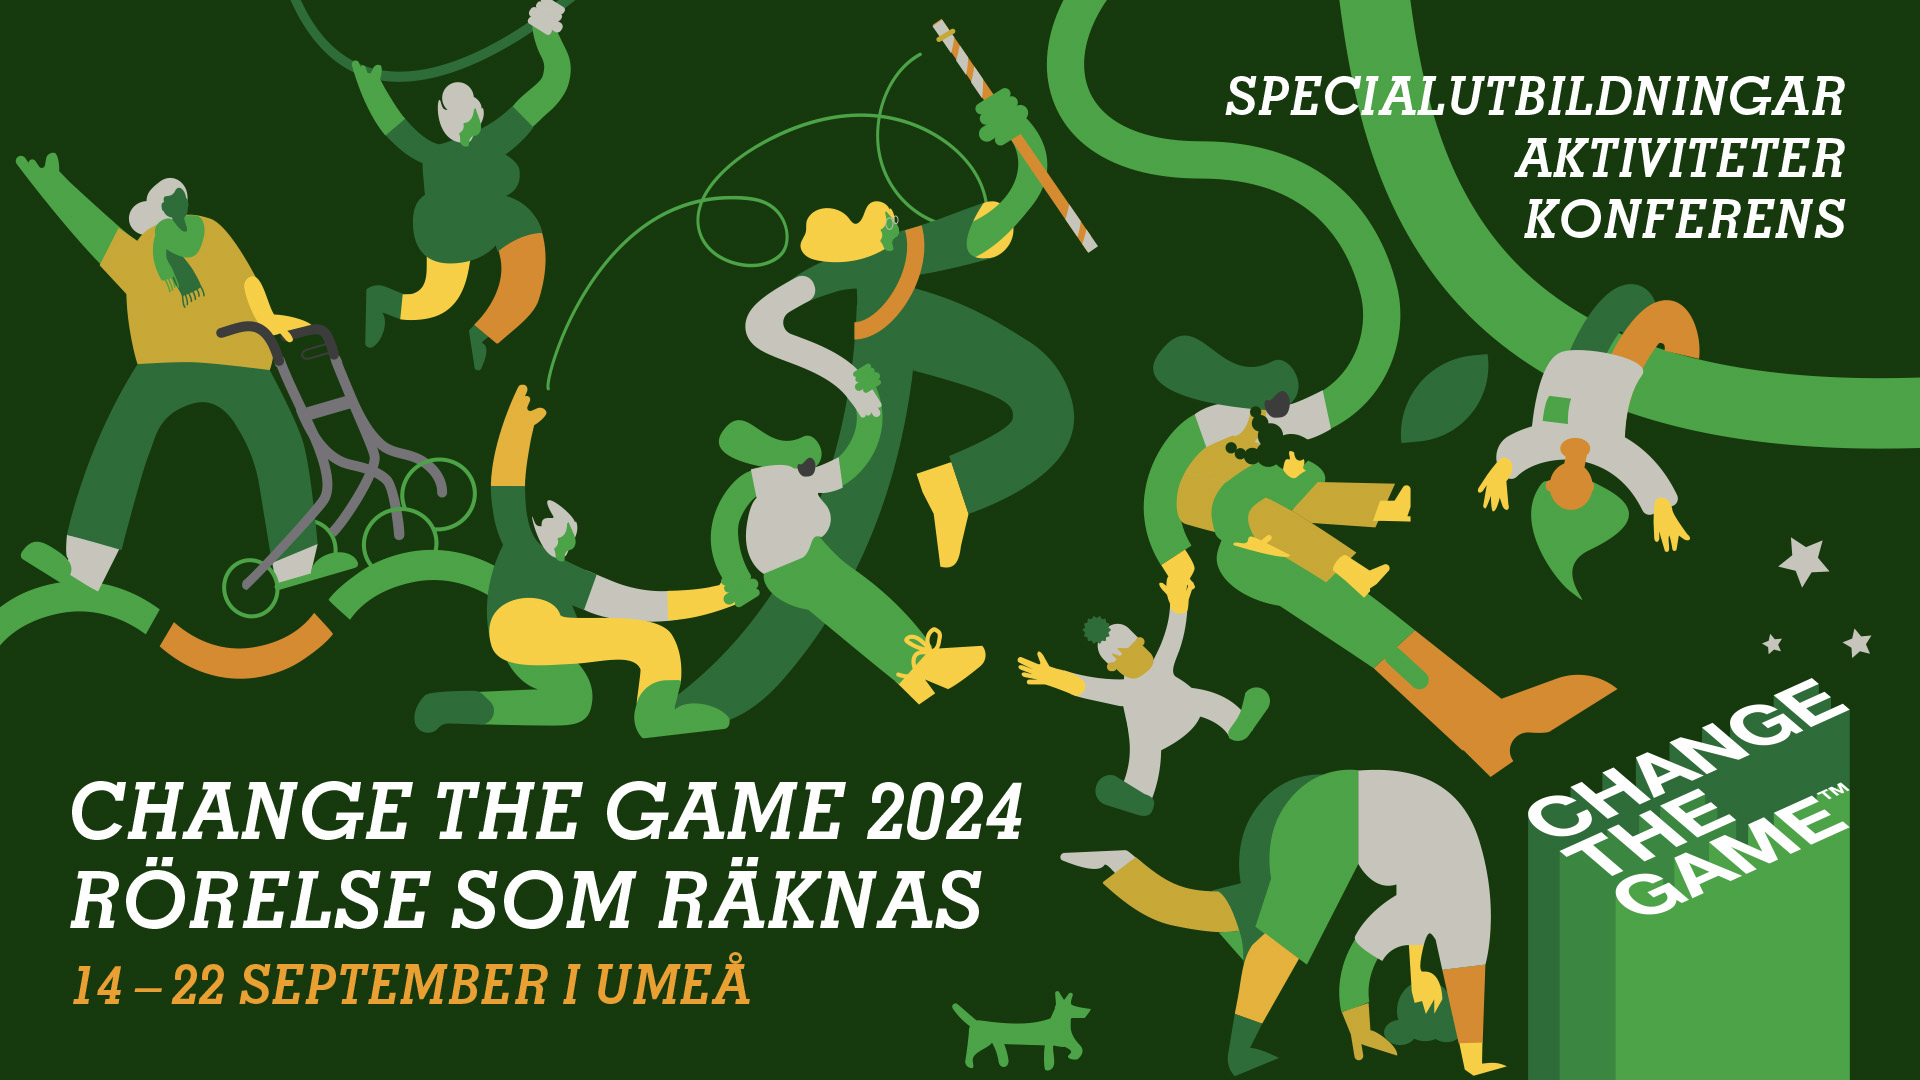 SPECIALUTBILDNINGAR
AKTIVITETER
KONFERENS
CHANGE THE GAME 2024
RÖRELSE SOM RÄKNAS
14 – 22 SEPTEMBER I UMEÅ
CHANGE
THE
GAME™